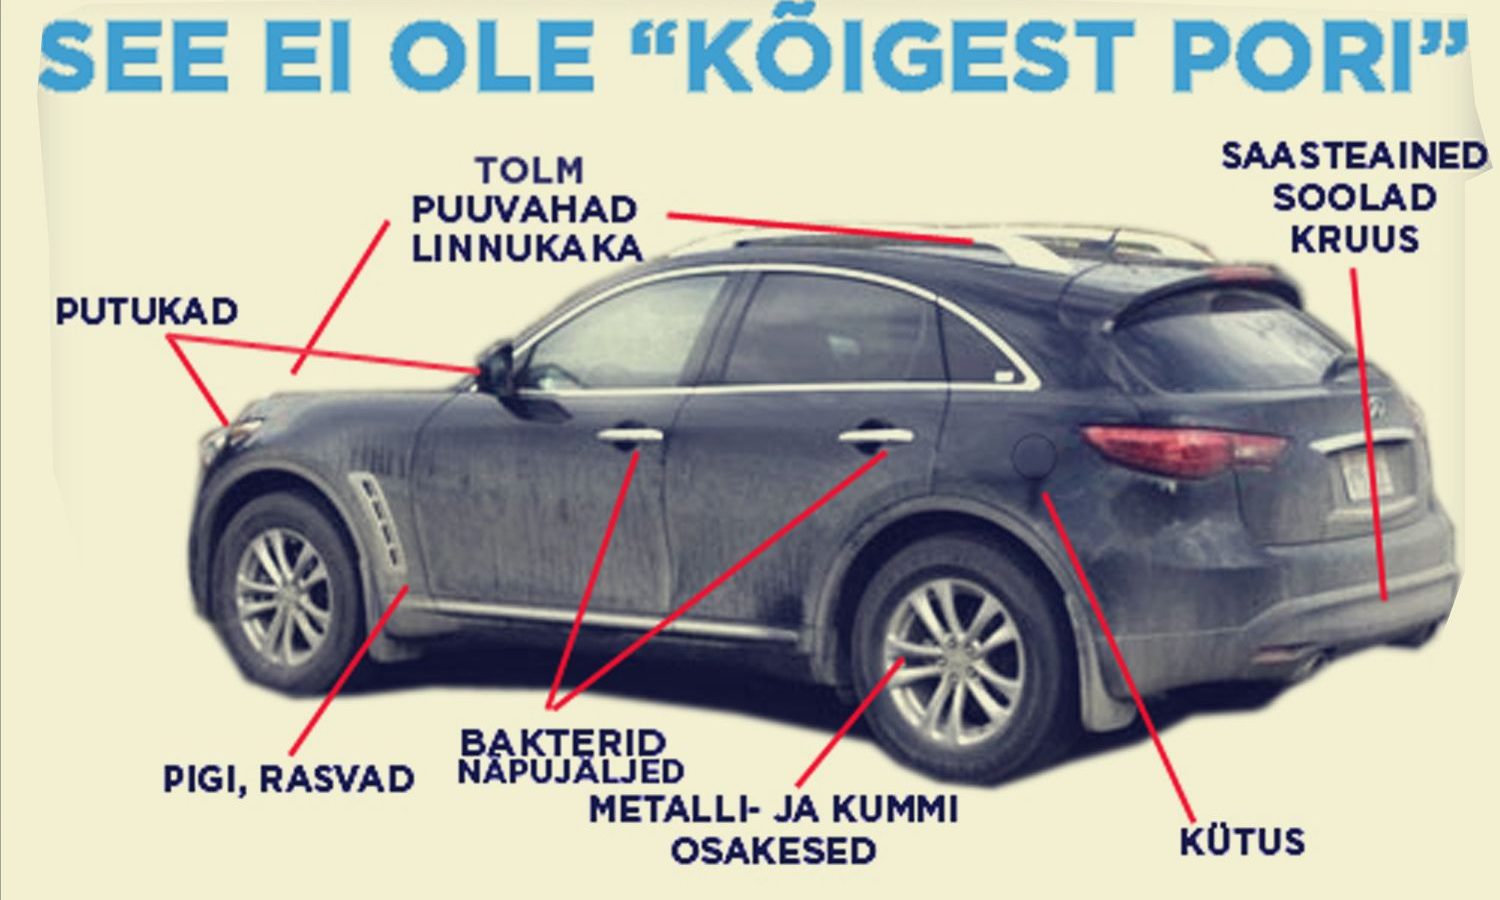 SEE EI OLE “KÕIGEST PORI”
TOLM
PUUVAHAD
LINNUKAKA
SAASTEAINED
SOOLAD
KRUUS
PUTUKAD
PIGI, RASVAD
BAKTERID
NÄPUJÄLJED
METALLI- JA KUMMI
OSAKESED
KÜTUS